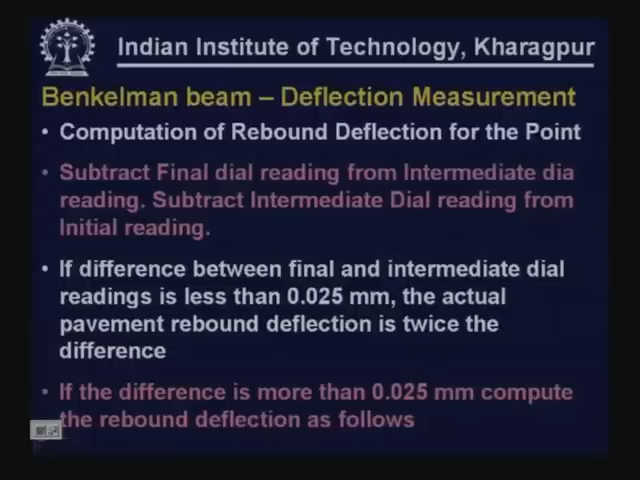 Indian Institute of Technology, Kharagpur
Benkelman beam – Deflection Measurement
• Computation of Rebound Deflection for the Point
• Subtract Final dial reading from Intermediate dia
reading. Subtract Intermediate Dial reading from
Initial reading.
• If difference between final and intermediate dial
readings is less than 0.025 mm, the actual
pavement rebound deflection is twice the
difference
• If the difference is more than 0.025 mm compute
the rebound deflection as follows